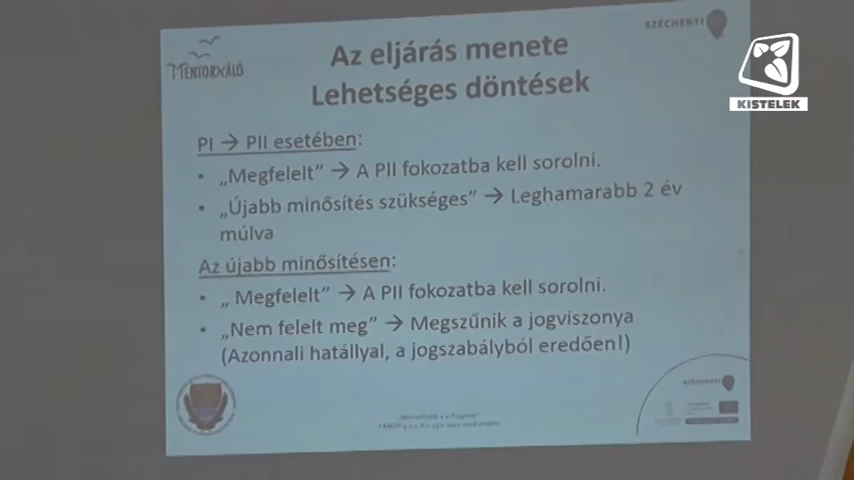 SZÉCHENYI
MENTORHÁLÓ
Az eljárás menete
Lehetséges döntések
KISTELEK
PI → PII esetében:
• „Megfelelt” → A PII fokozatba kell sorolni.
• „Újabb minősítés szükséges” → Leghamarabb 2 év
múlva
Az újabb minősítésen:
• „ Megfelelt” → A PII fokozatba kell sorolni.
• „Nem felelt meg” → Megszűnik a jogviszonya
(Azonnali hatállyal, a jogszabályból eredően!)
SZÉCHENYI